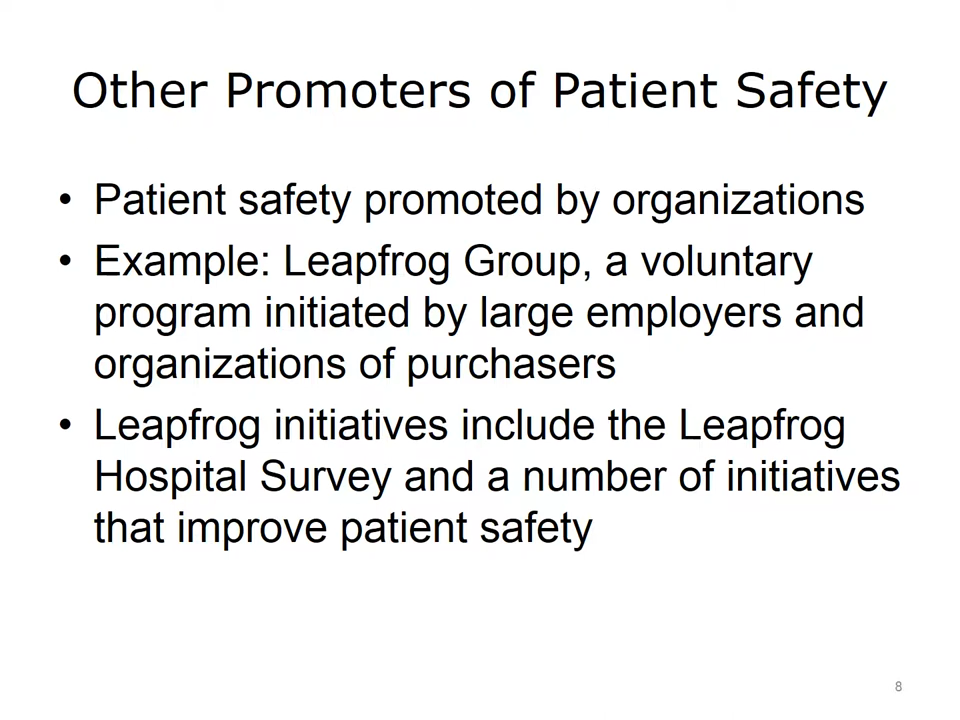 Other Promoters of Patient Safety
• Patient safety promoted by organizations
• Example: Leapfrog Group, a voluntary
program initiated by large employers and
organizations of purchasers
• Leapfrog initiatives include the Leapfrog
Hospital Survey and a number of initiatives
that improve patient safety
8